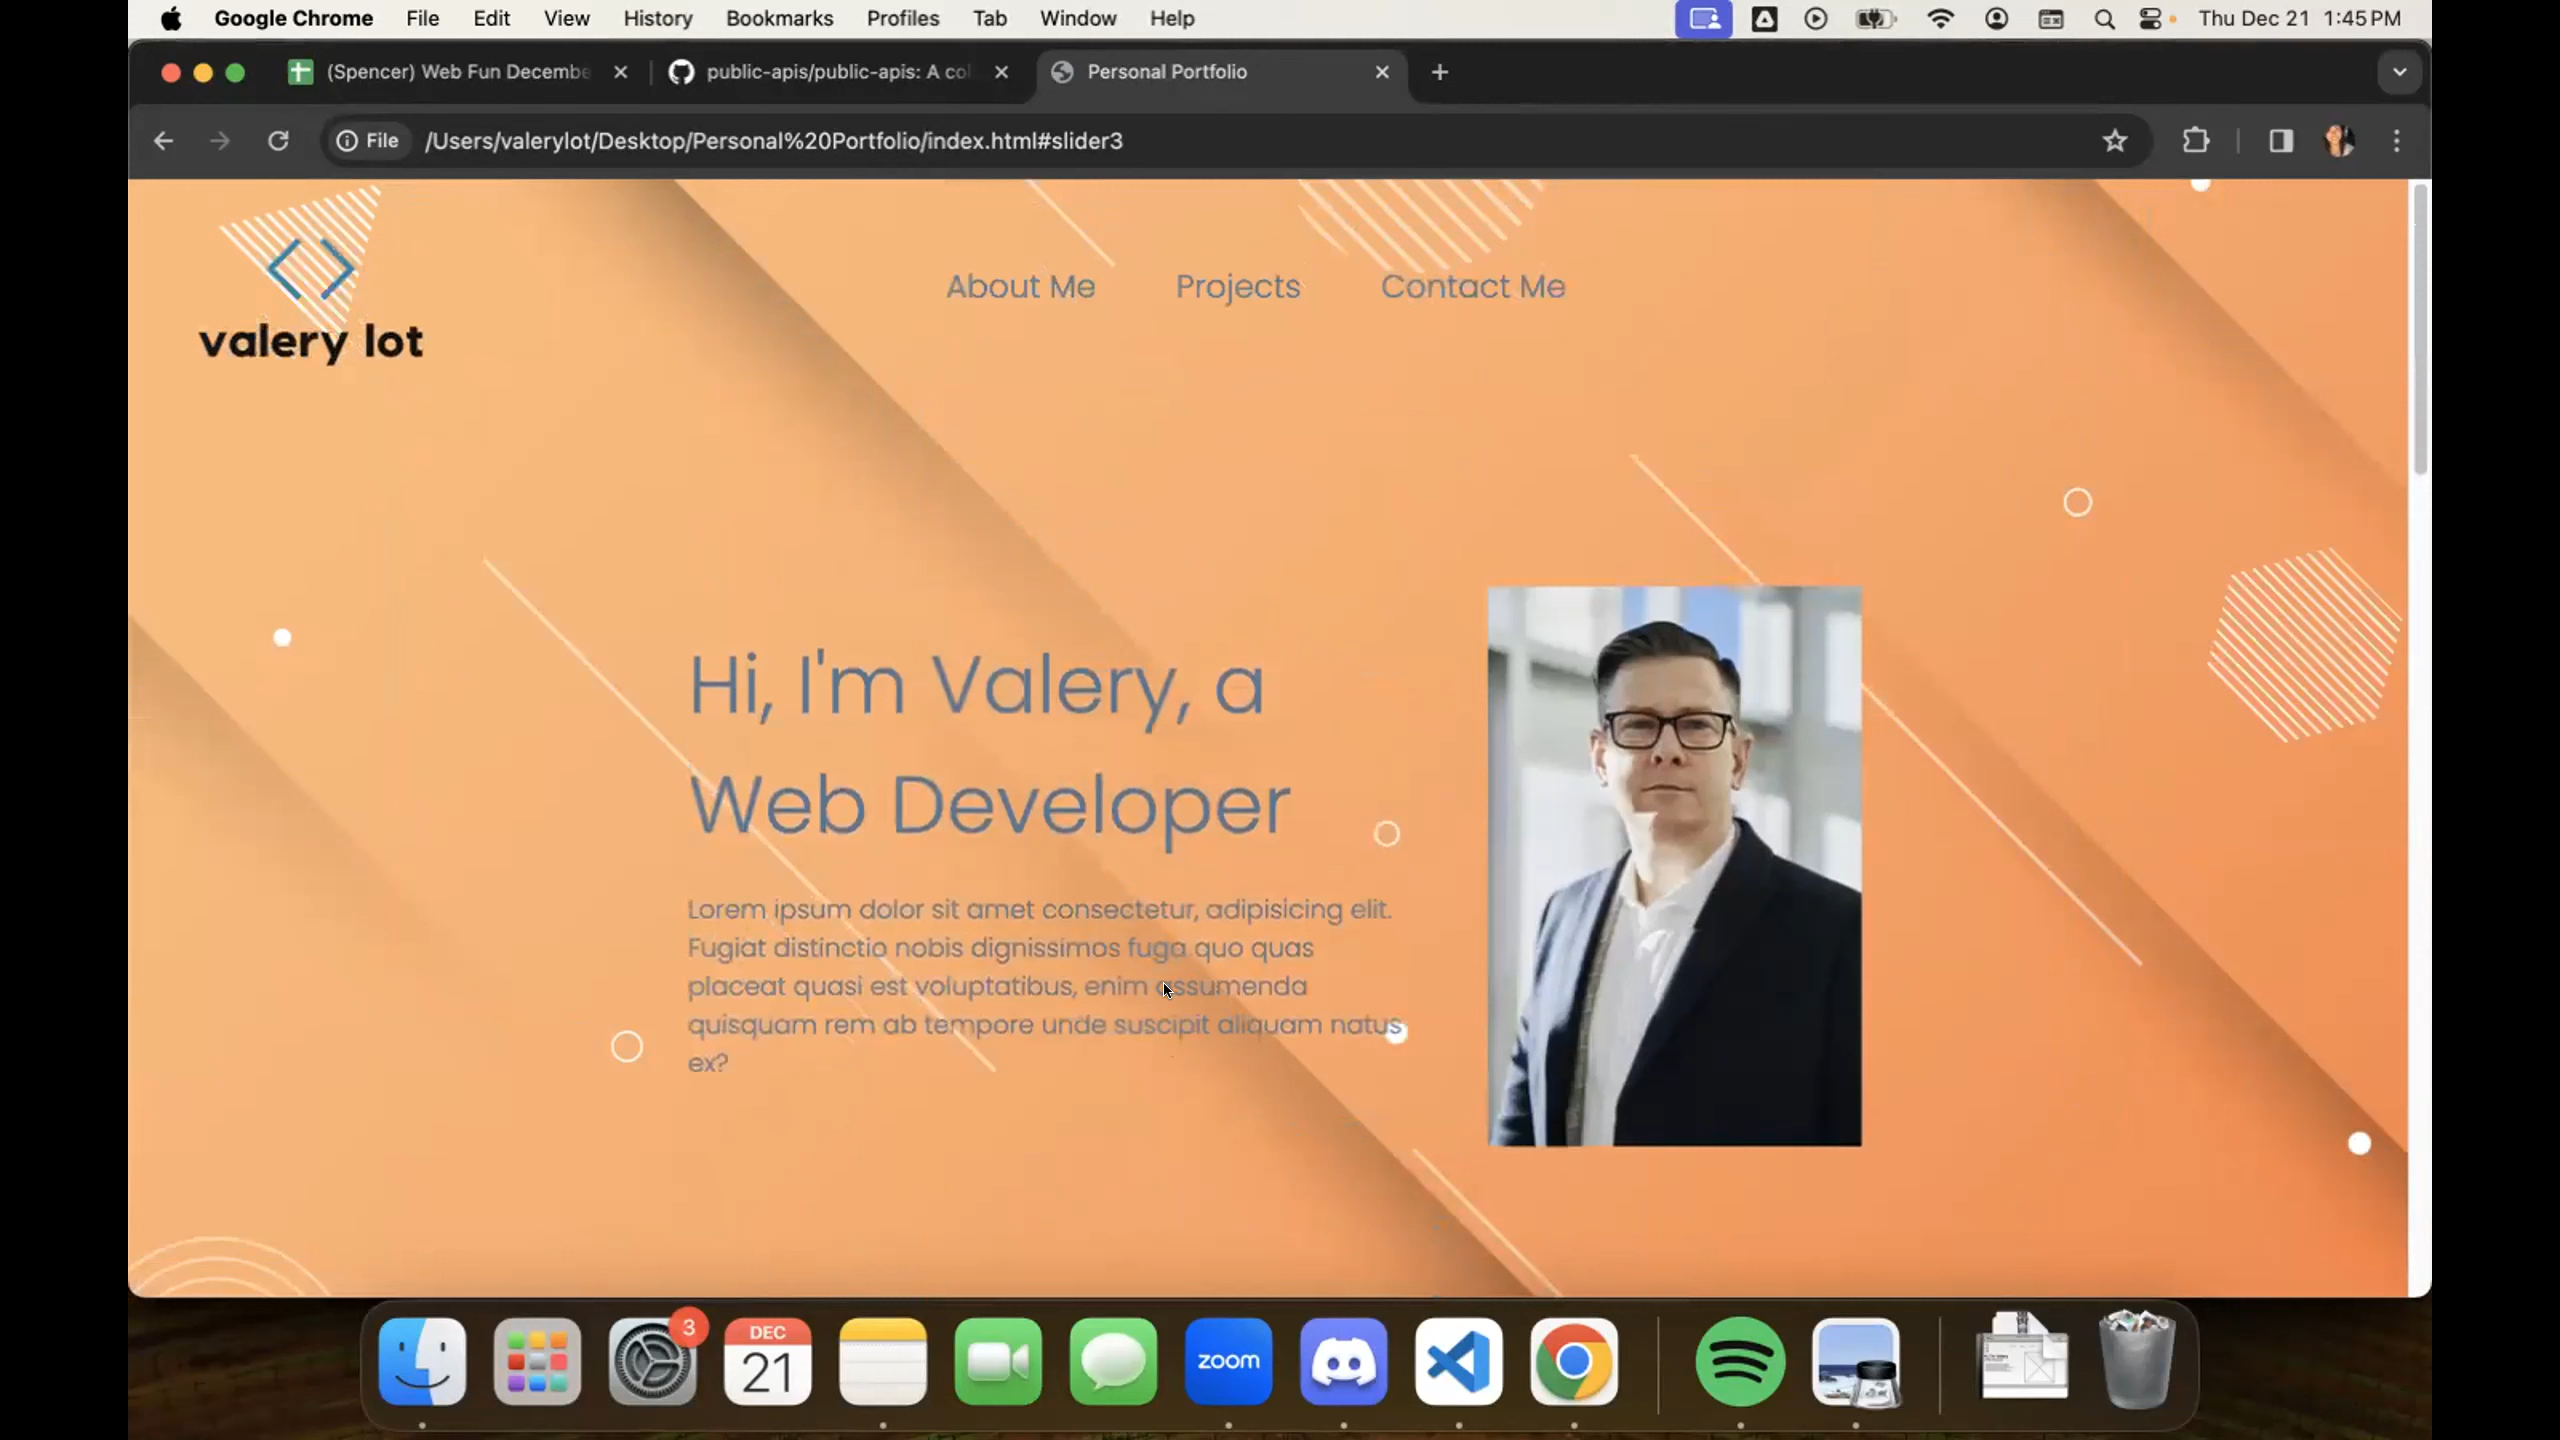 Google Chrome File Edit View History Bookmarks Profiles Tab Window Help Thu Dec 21 1:45 PM
(Spencer) Web Fun Decembe public-apis/public-apis: A col Personal Portfolio
File /Users/valerylot/Desktop/Personal%20Portfolio/index.html#slider3
About Me Projects Contact Me
valery lot
Hi, I'm Valery, a
Web Developer
Lorem ipsum dolor sit amet consectetur, adipisicing elit.
Fugiat distinctio nobis dignissimos fuga quo quas
placeat quasi est voluptatibus, enim assumenda
quisquam rem ab tempore unde suscipit aliquam natus
ex?
3
DEC
21
zoom